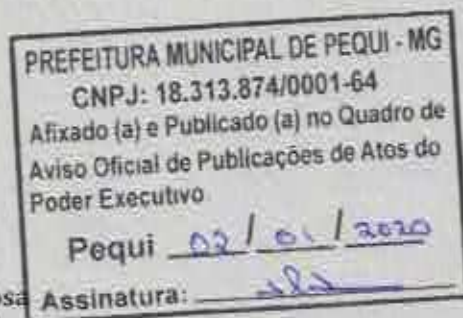 PREFEITURA MUNICIPAL DE PEQUI - MG
CNPJ: 18.313.874/0001-64
Afixado (a) e Publicado (a) no Quadro de
Aviso Oficial de Publicações de Atos do
Poder Executivo
Pequi 02 / 01 / 2020
Assinatura: